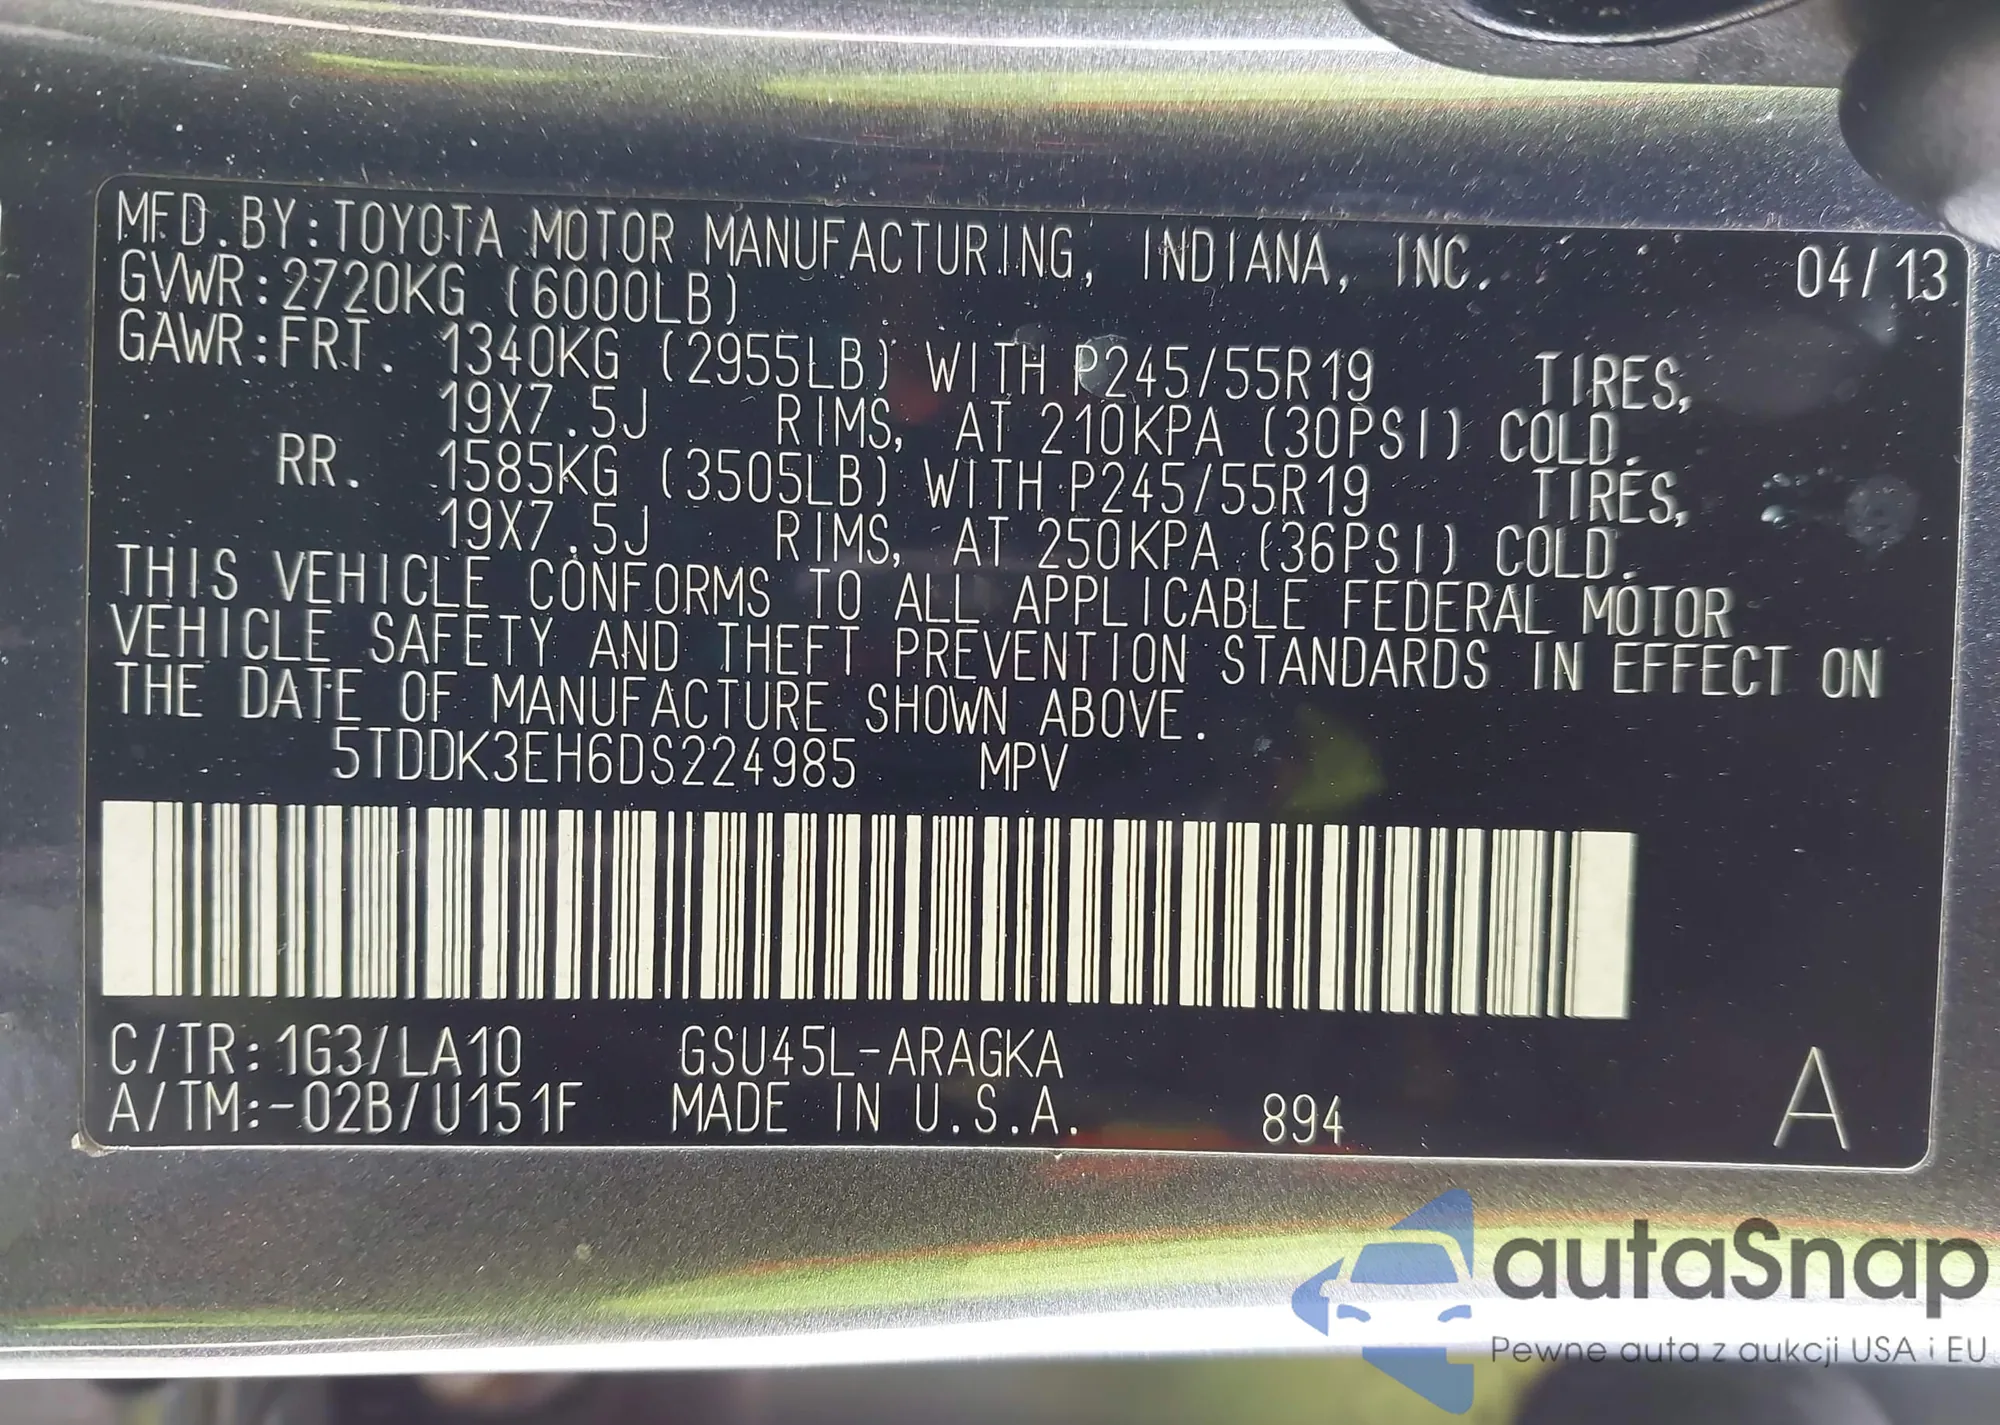 MFD.BY:TOYOTA MOTOR MANUFACTURING, INDIANA, INC. 04/13
GVWR:2720KG (6000LB)
GAWR:FRT. 1340KG (2955LB) WITH P245/55R19 TIRES,
19X7.5J RIMS, AT 210KPA (30PSI) COLD.
RR. 1585KG (3505LB) WITH P245/55R19 TIRES,
19X7.5J RIMS, AT 250KPA (36PSI) COLD.
THIS VEHICLE CONFORMS TO ALL APPLICABLE FEDERAL MOTOR
VEHICLE SAFETY AND THEFT PREVENTION STANDARDS IN EFFECT ON
THE DATE OF MANUFACTURE SHOWN ABOVE.
5TDDK3EH6DS224985 MPV
C/TR:1G3/LA10 GSU45L-ARAGKA
A/TM:-02B/U151F MADE IN U.S.A. 894 A
autaSnap
Pewne auta z aukcji USA i EU